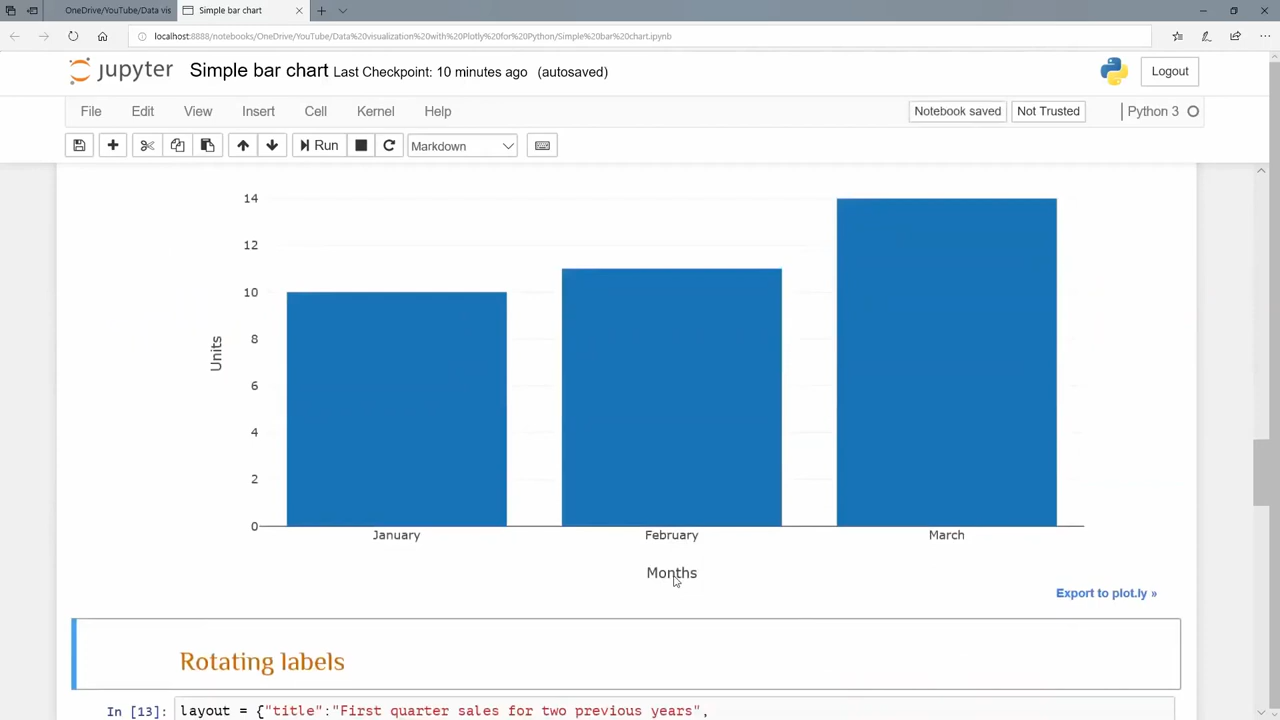 OneDrive/YouTube/Data vis
Simple bar chart
localhost:8888/notebooks/OneDrive/YouTube/Data%20visualization%20with%20Plotly%20for%20Python/Simple%20bar%20chart.ipynb
jupyter Simple bar chart Last Checkpoint: 10 minutes ago (autosaved) Logout
File Edit View Insert Cell Kernel Help Notebook saved Not Trusted Python 3
Run Markdown
14
12
10
8
6
4
2
0
Units
January February March
Months
Export to plot.ly »
Rotating labels
In [13]: layout = {"title":"First quarter sales for two previous years",